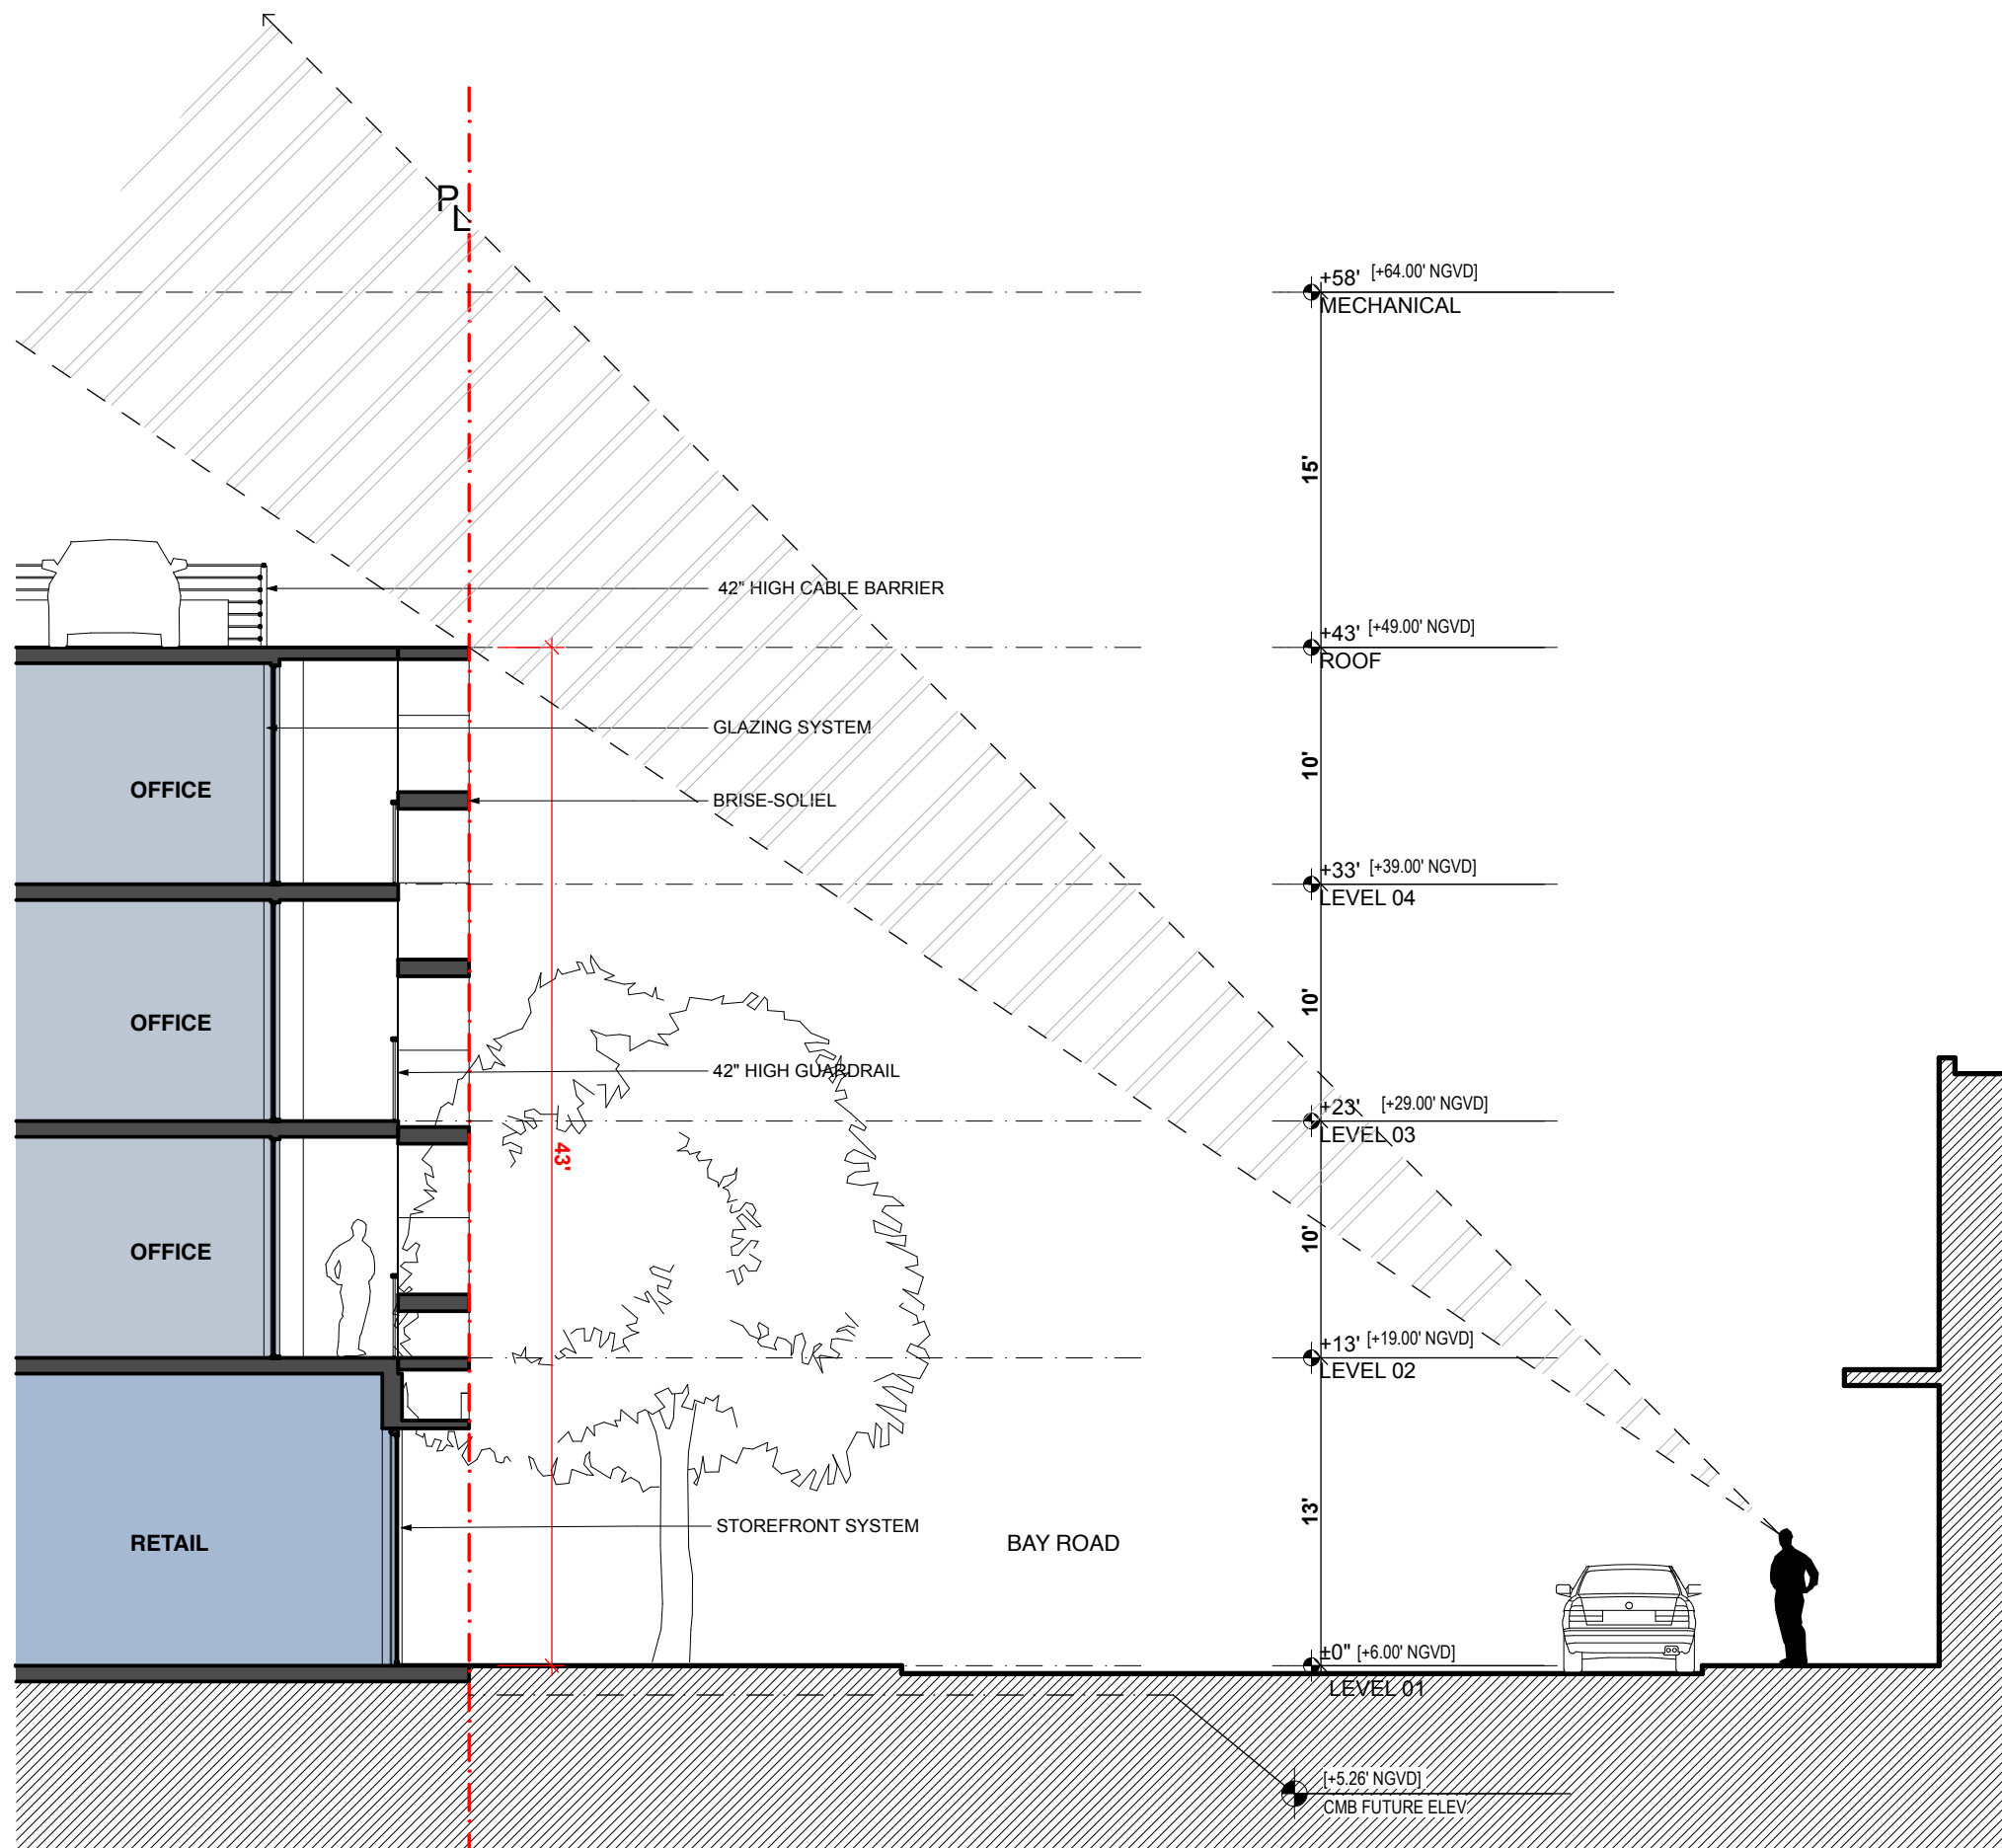 PL
+58' [+64.00' NGVD]
MECHANICAL
15'
42" HIGH CABLE BARRIER
+43' [+49.00' NGVD]
ROOF
GLAZING SYSTEM
10'
OFFICE
BRISE-SOLIEL
+33' [+39.00' NGVD]
LEVEL 04
10'
OFFICE
42" HIGH GUARDRAIL
+23' [+29.00' NGVD]
LEVEL 03
43'
10'
OFFICE
+13' [+19.00' NGVD]
LEVEL 02
13'
STOREFRONT SYSTEM
RETAIL
BAY ROAD
±0" [+6.00' NGVD]
LEVEL 01
[+5.26' NGVD]
CMB FUTURE ELEV.